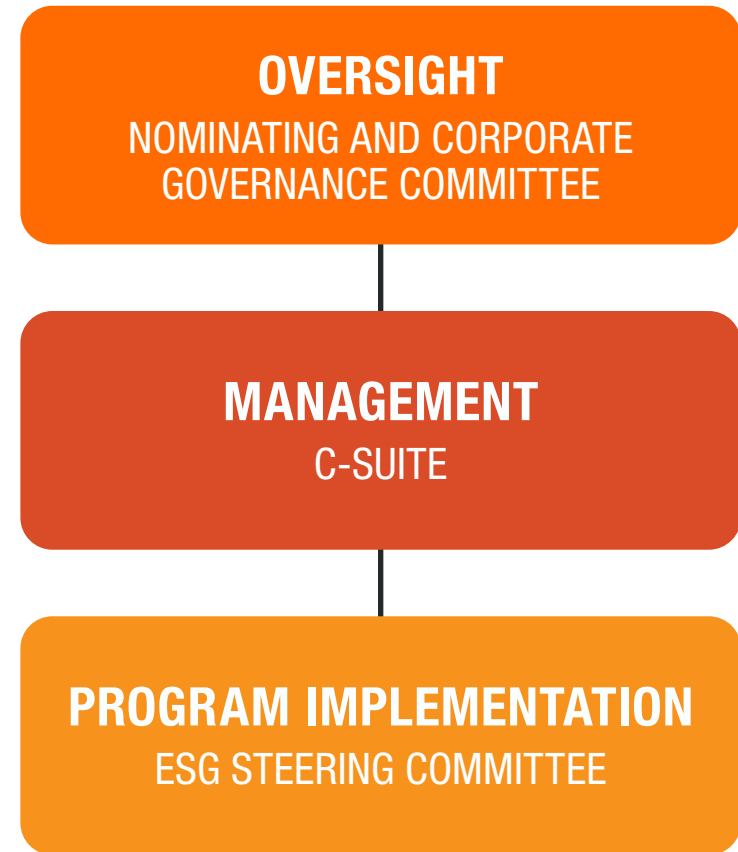 OVERSIGHT
NOMINATING AND CORPORATE
GOVERNANCE COMMITTEE
MANAGEMENT
C-SUITE
PROGRAM IMPLEMENTATION
ESG STEERING COMMITTEE